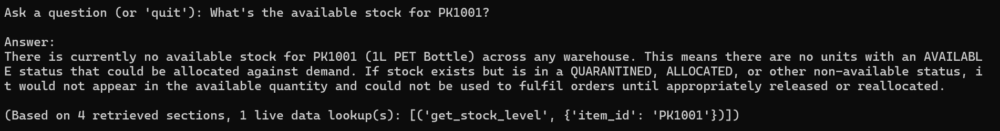 Ask a question (or 'quit'): What's the available stock for PK1001?
Answer:
There is currently no available stock for PK1001 (1L PET Bottle) across any warehouse. This means there are no units with an AVAILABL
E status that could be allocated against demand. If stock exists but is in a QUARANTINED, ALLOCATED, or other non-available status, i
t would not appear in the available quantity and could not be used to fulfil orders until appropriately released or reallocated.
(Based on 4 retrieved sections, 1 live data lookup(s): [('get_stock_level', {'item_id': 'PK1001'})])